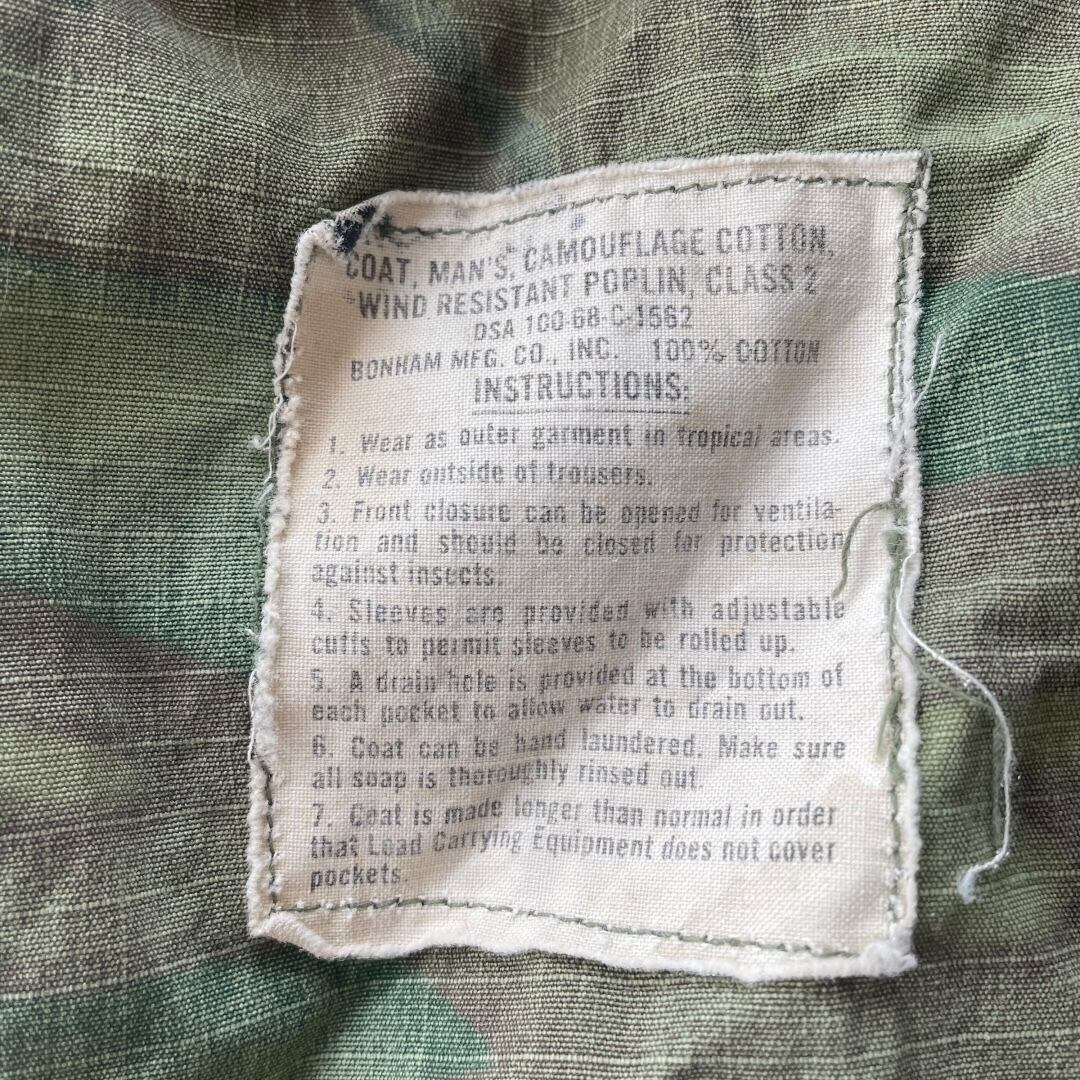 COAT, MAN'S, CAMOUFLAGE COTTON,
WIND RESISTANT POPLIN, CLASS 2
DSA 100-68-C-1562
BONHAM MFG. CO., INC. 100% COTTON
INSTRUCTIONS:
1. Wear as outer garment in tropical areas.
2. Wear outside of trousers.
3. Front closure can be opened for ventila-
tion and should be closed for protection
against insects.
4. Sleeves are provided with adjustable
cuffs to permit sleeves to be rolled up.
5. A drain hole is provided at the bottom of
each pocket to allow water to drain out.
6. Coat can be hand laundered. Make sure
all soap is thoroughly rinsed out.
7. Coat is made longer than normal in order
that Load Carrying Equipment does not cover
pockets.